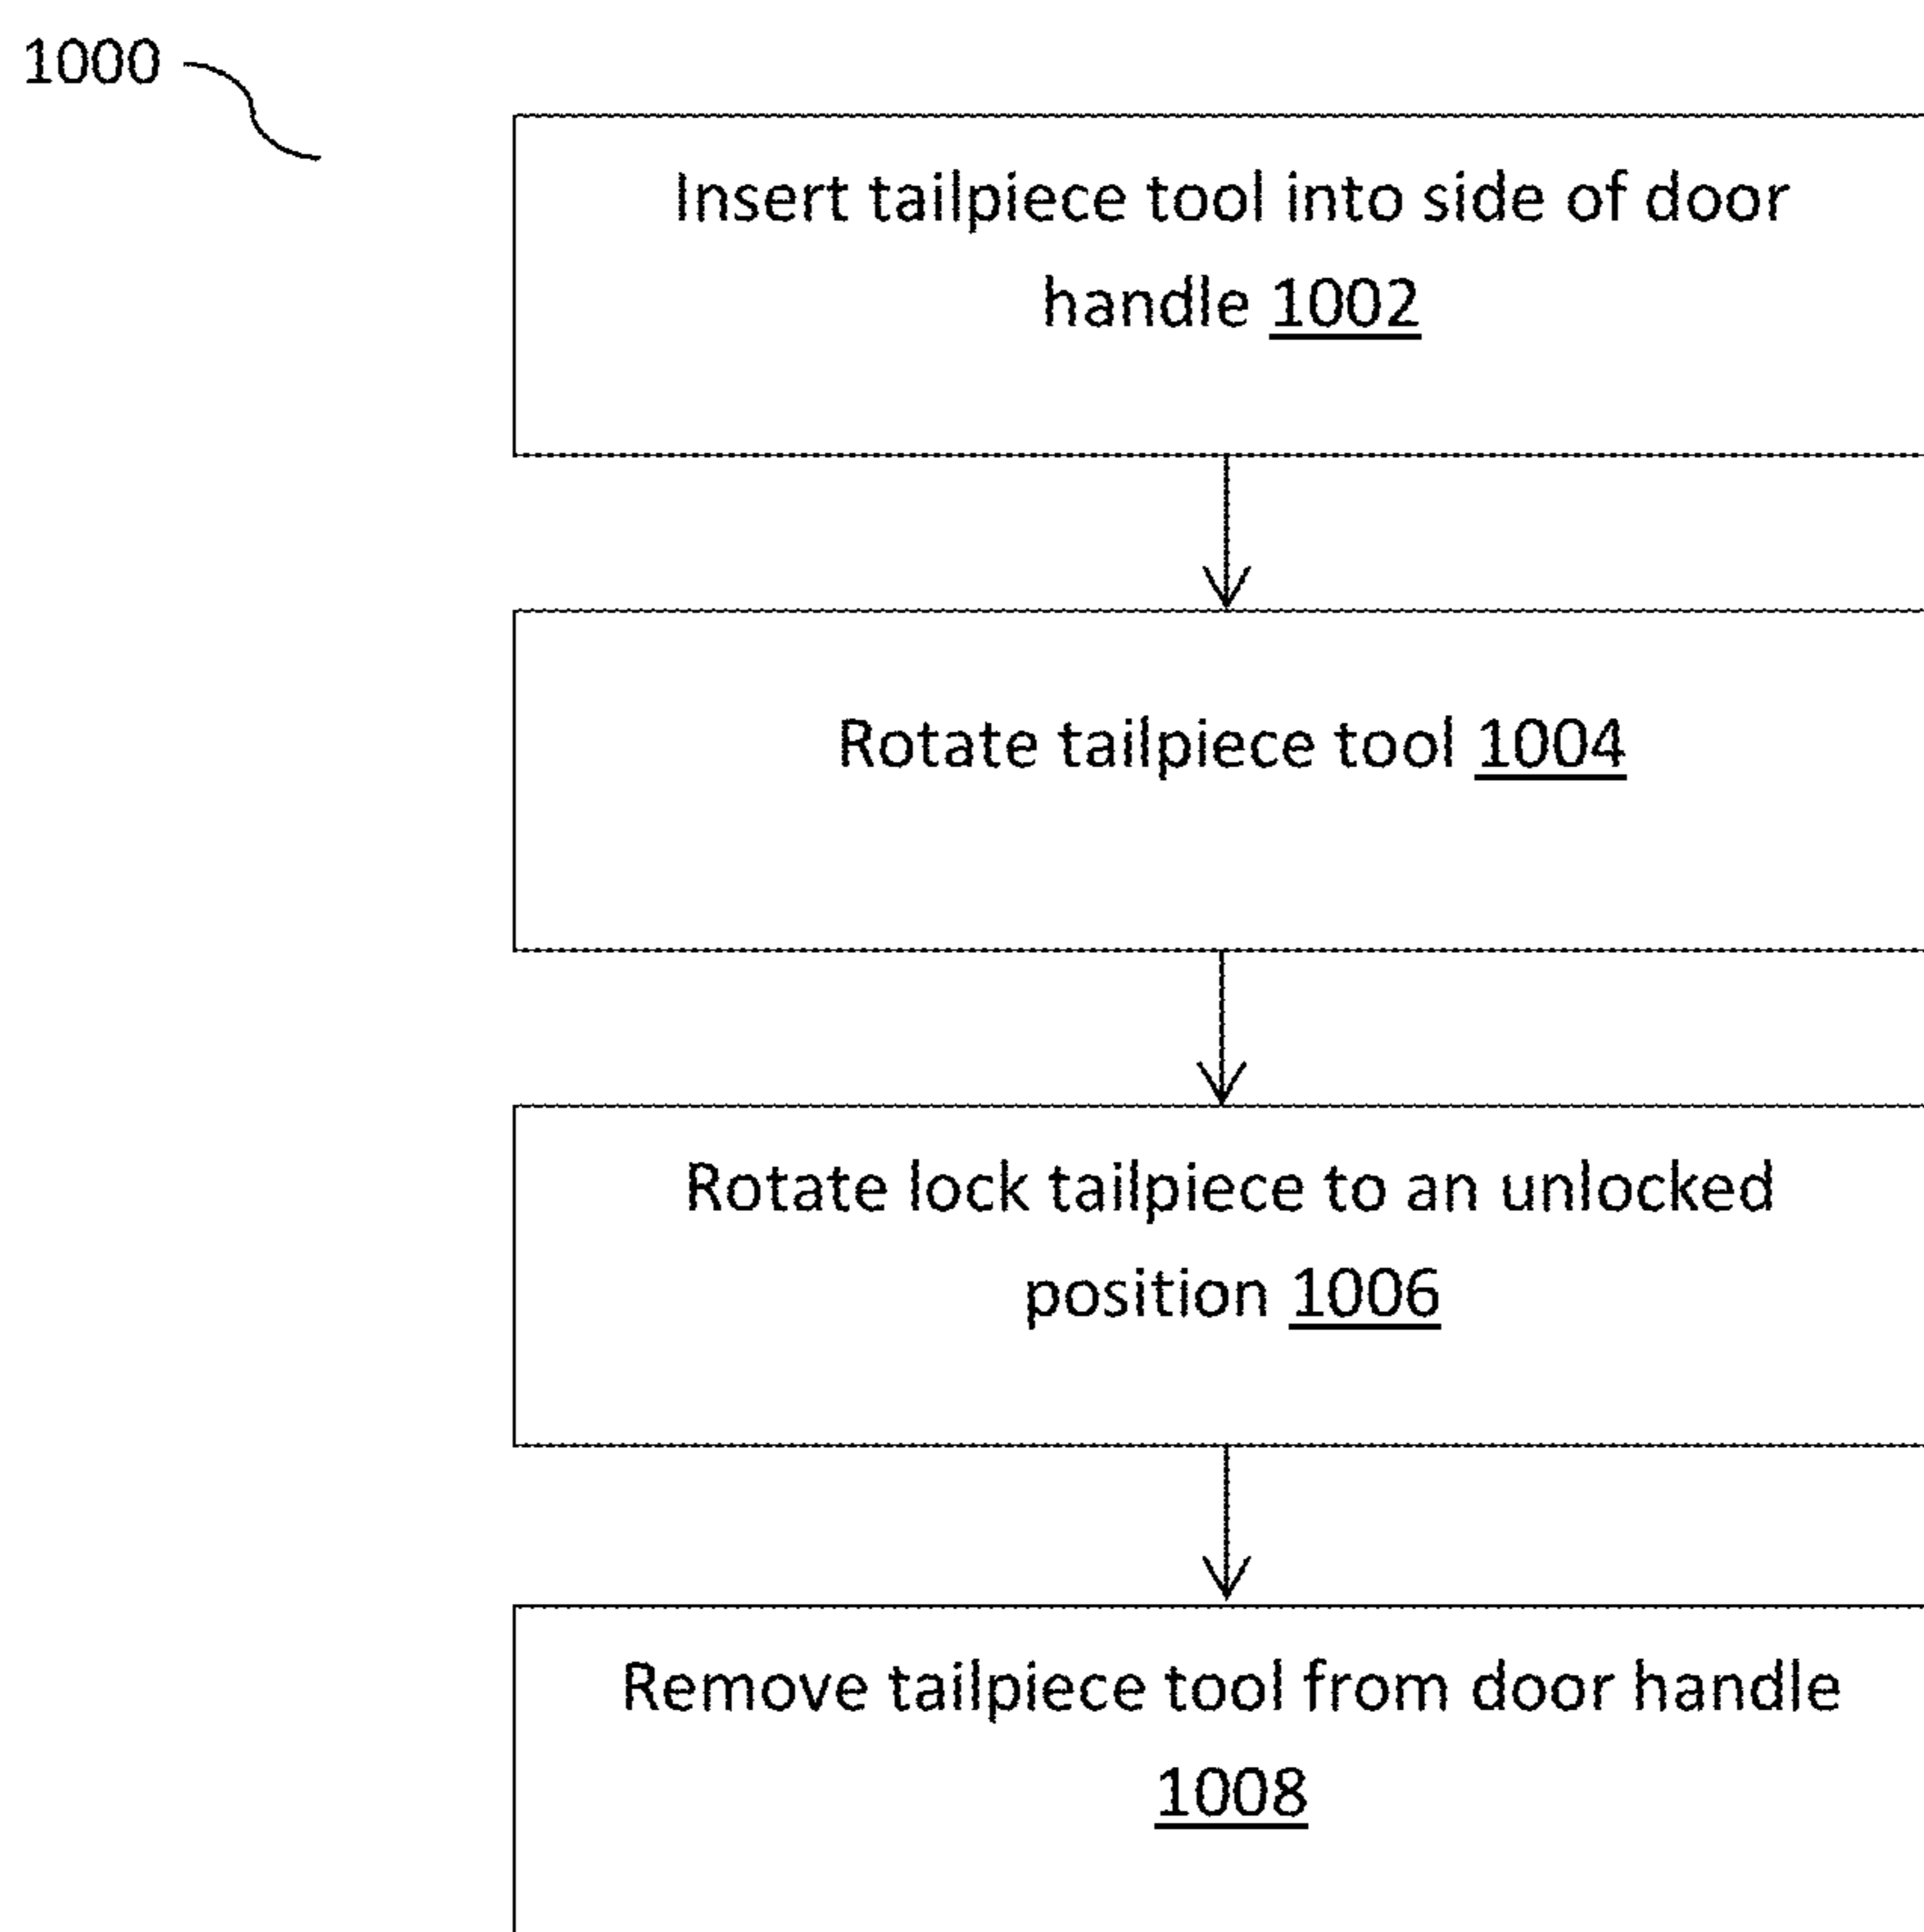 1000
Insert tailpiece tool into side of door
handle 1002
Rotate tailpiece tool 1004
Rotate lock tailpiece to an unlocked
position 1006
Remove tailpiece tool from door handle
1008